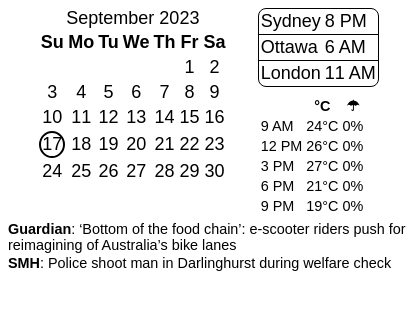 September 2023
Su Mo Tu We Th Fr Sa
1 2
3 4 5 6 7 8 9
10 11 12 13 14 15 16
17 18 19 20 21 22 23
24 25 26 27 28 29 30
Sydney 8 PM
Ottawa 6 AM
London 11 AM
°C ☂
9 AM 24°C 0%
12 PM 26°C 0%
3 PM 27°C 0%
6 PM 21°C 0%
9 PM 19°C 0%
Guardian: ‘Bottom of the food chain’: e-scooter riders push for
reimagining of Australia’s bike lanes
SMH: Police shoot man in Darlinghurst during welfare check